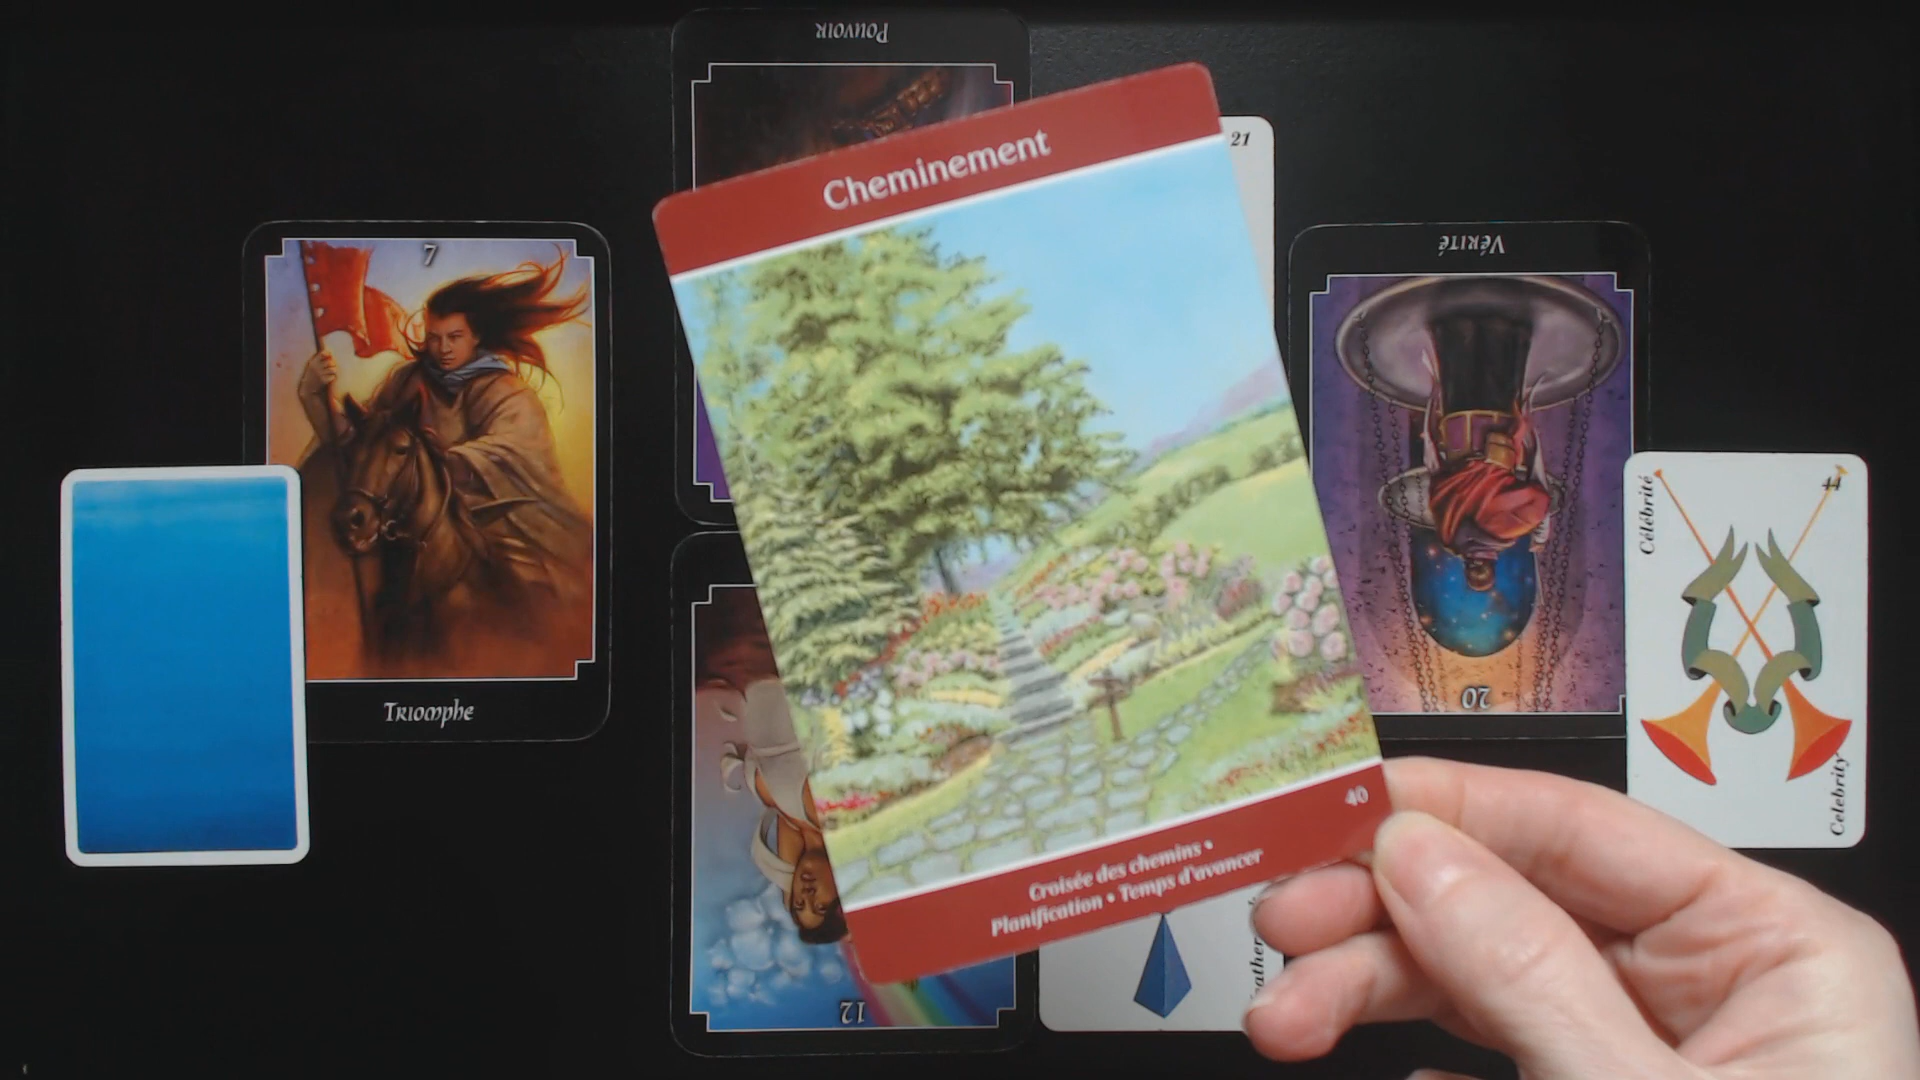 Pouvoir
21
Cheminement
Vérité
7
44
Célébrité
20
Triomphe
40
Celebrity
Croisée des chemins •
Planification • Temps d'avancer
12